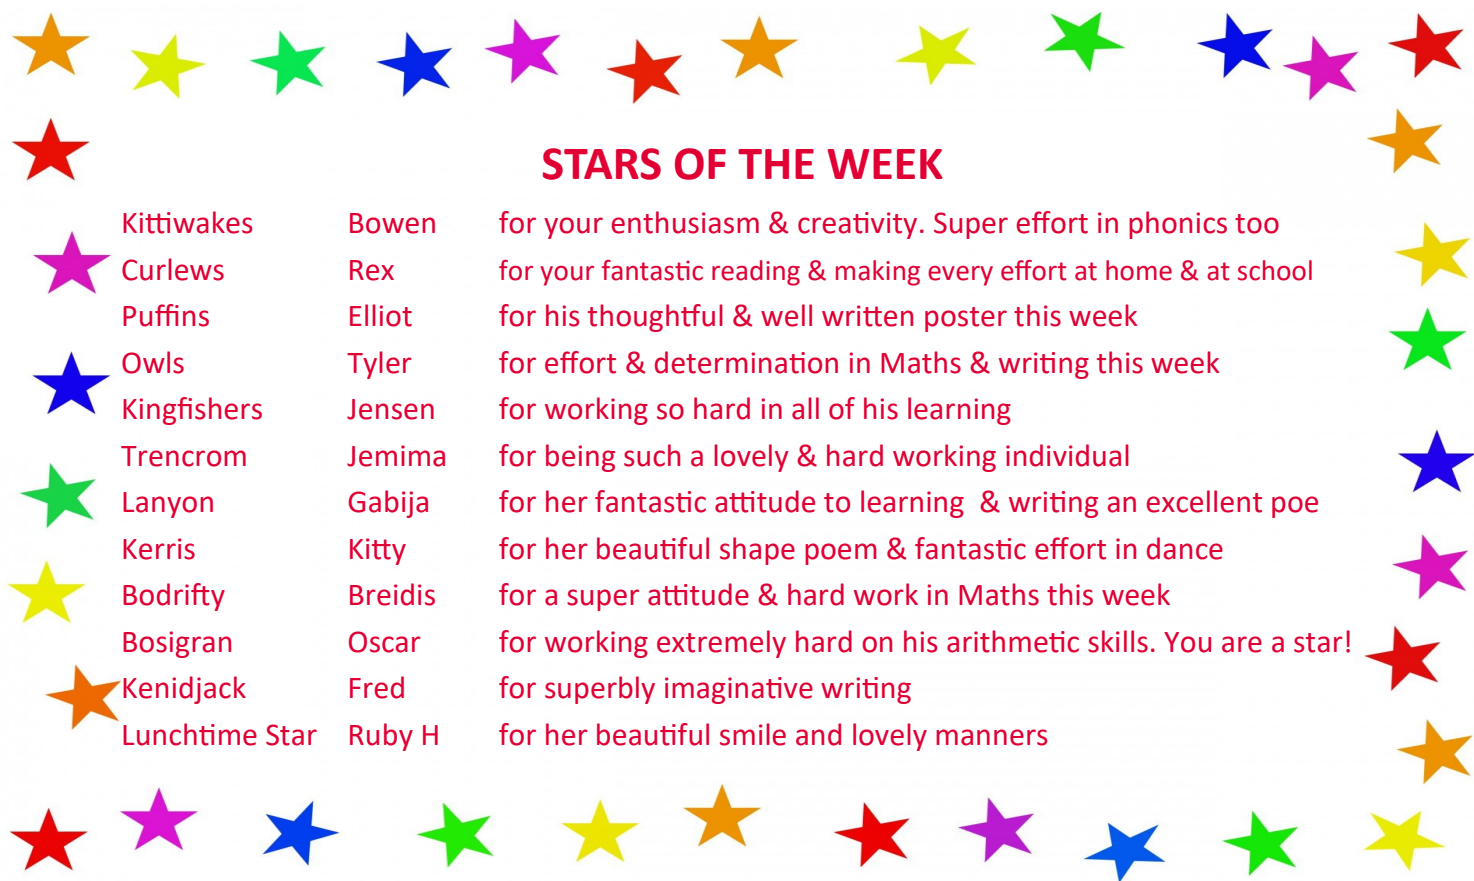 STARS OF THE WEEK
Kittiwakes Bowen for your enthusiasm & creativity. Super effort in phonics too
Curlews Rex for your fantastic reading & making every effort at home & at school
Puffins Elliot for his thoughtful & well written poster this week
Owls Tyler for effort & determination in Maths & writing this week
Kingfishers Jensen for working so hard in all of his learning
Trencrom Jemima for being such a lovely & hard working individual
Lanyon Gabija for her fantastic attitude to learning & writing an excellent poe
Kerris Kitty for her beautiful shape poem & fantastic effort in dance
Bodrifty Breidis for a super attitude & hard work in Maths this week
Bosigran Oscar for working extremely hard on his arithmetic skills. You are a star!
Kenidjack Fred for superbly imaginative writing
Lunchtime Star Ruby H for her beautiful smile and lovely manners